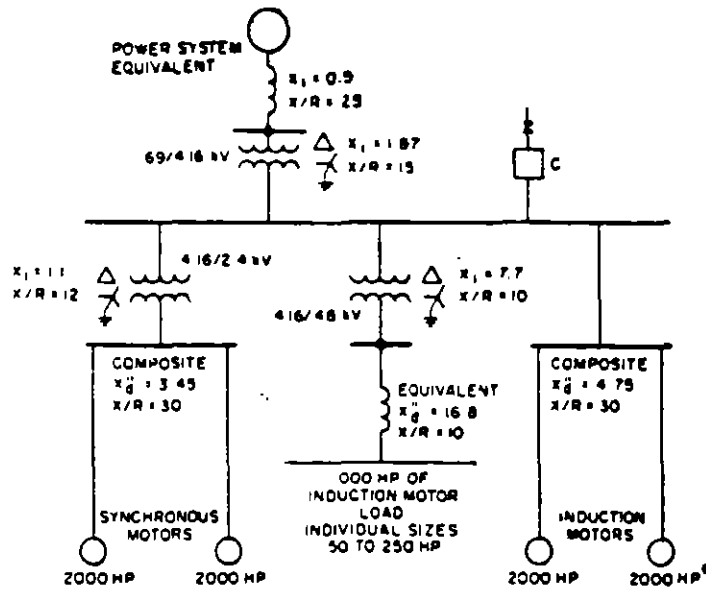 POWER SYSTEM
EQUIVALENT
X₁ = 0.9
X/R = 25
69/4.16 kV
X₁ = 1.87
X/R = 15
C
X₁ = 1.1
X/R = 12
4.16/2.4 kV
X₁ = 7.7
X/R = 10
416/48 kV
COMPOSITE
X"d = 3.45
X/R = 30
EQUIVALENT
X"d = 16.8
X/R = 10
COMPOSITE
X"d = 4.75
X/R = 30
000 HP OF
INDUCTION MOTOR
LOAD
INDIVIDUAL SIZES
50 TO 250 HP
SYNCHRONOUS
MOTORS
INDUCTION
MOTORS
2000 HP
2000 HP
2000 HP
2000 HP